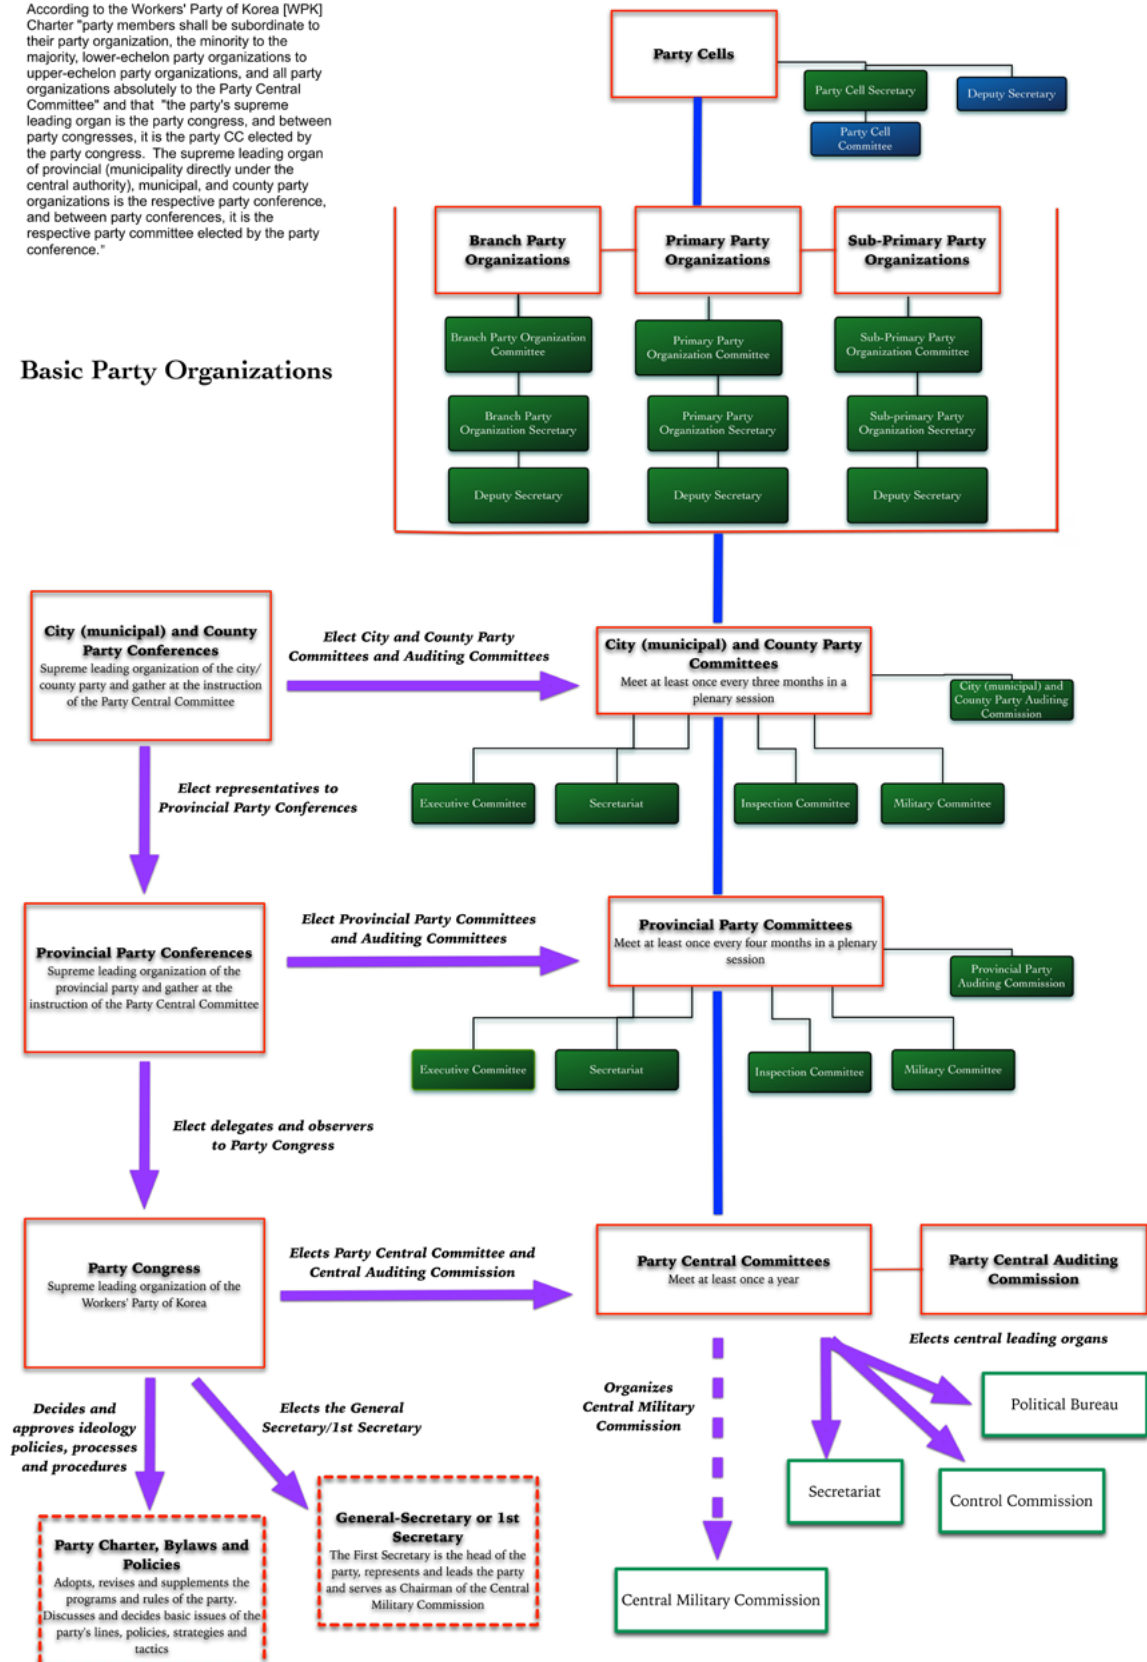 According to the Workers' Party of Korea [WPK]
Charter "party members shall be subordinate to
their party organization, the minority to the
majority, lower-echelon party organizations to
upper-echelon party organizations, and all party
organizations absolutely to the Party Central
Committee" and that "the party's supreme
leading organ is the party congress, and between
party congresses, it is the party CC elected by
the party congress. The supreme leading organ
of provincial (municipality directly under the
central authority), municipal, and county party
organizations is the respective party conference,
and between party conferences, it is the
respective party committee elected by the party
conference."
Party Cells
Party Cell Secretary
Deputy Secretary
Party Cell
Committee
Branch Party
Organizations
Primary Party
Organizations
Sub-Primary Party
Organizations
Branch Party Organization
Committee
Primary Party
Organization Committee
Sub-Primary Party
Organization Committee
Basic Party Organizations
Branch Party
Organization Secretary
Primary Party
Organization Secretary
Sub-primary Party
Organization Secretary
Deputy Secretary
Deputy Secretary
Deputy Secretary
City (municipal) and County
Party Conferences
Supreme leading organization of the city/
county party and gather at the instruction
of the Party Central Committee
Elect City and County Party
Committees and Auditing Committees
City (municipal) and County Party
Committees
Meet at least once every three months in a
plenary session
City (municipal) and
County Party Auditing
Commission
Elect representatives to
Provincial Party Conferences
Executive Committee
Secretariat
Inspection Committee
Military Committee
Provincial Party Conferences
Supreme leading organization of the
provincial party and gather at the
instruction of the Party Central Committee
Elect Provincial Party Committees
and Auditing Committees
Provincial Party Committees
Meet at least once every four months in a plenary
session
Provincial Party
Auditing Commission
Executive Committee
Secretariat
Inspection Committee
Military Committee
Elect delegates and observers
to Party Congress
Party Congress
Supreme leading organization of the
Workers' Party of Korea
Elects Party Central Committee and
Central Auditing Commission
Party Central Committees
Meet at least once a year
Party Central Auditing
Commission
Elects central leading organs
Decides and
approves ideology
policies, processes
and procedures
Elects the General
Secretary/1st Secretary
Organizes
Central Military
Commission
Political Bureau
Secretariat
Control Commission
Party Charter, Bylaws and
Policies
Adopts, revises and supplements the
programs and rules of the party.
Discusses and decides basic issues of the
party's lines, policies, strategies and
tactics
General-Secretary or 1st
Secretary
The First Secretary is the head of the
party, represents and leads the party
and serves as Chairman of the Central
Military Commission
Central Military Commission